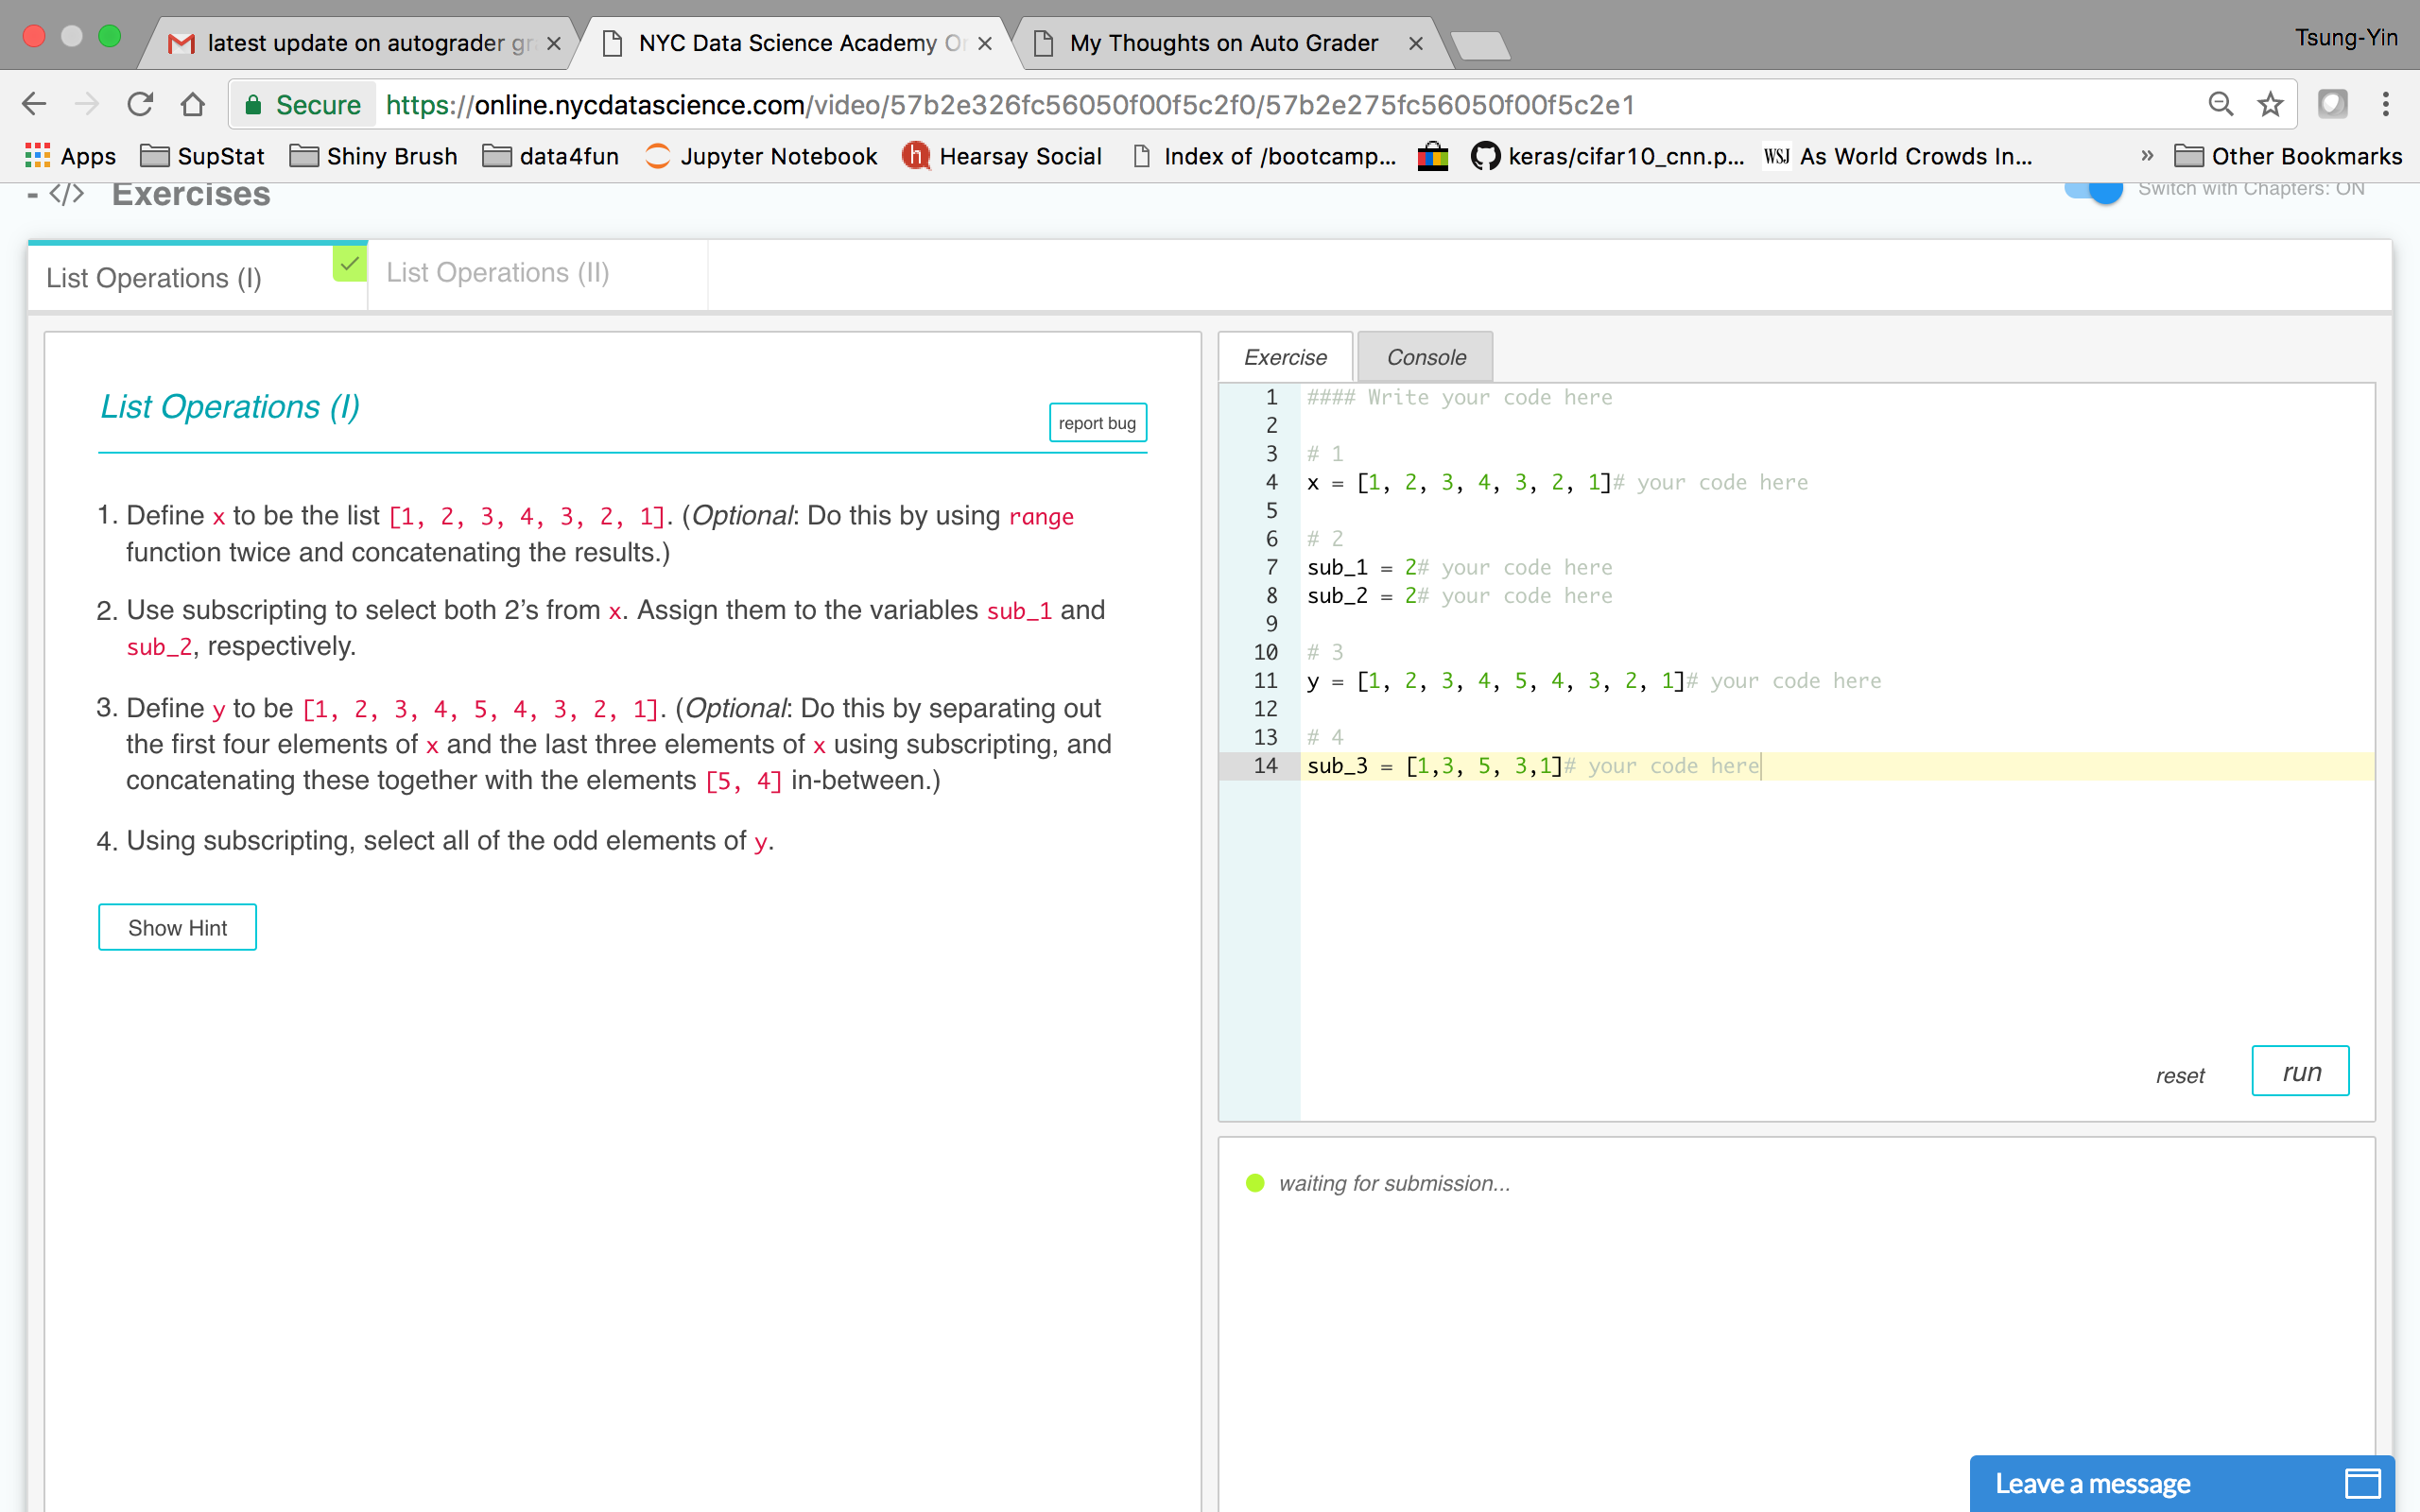 latest update on autograder gr
NYC Data Science Academy O
My Thoughts on Auto Grader
Tsung-Yin
Secure https://online.nycdatascience.com/video/57b2e326fc56050f00f5c2f0/57b2e275fc56050f00f5c2e1
Apps SupStat Shiny Brush data4fun Jupyter Notebook h Hearsay Social Index of /bootcamp... keras/cifar10_cnn.p... WSJ As World Crowds In... » Other Bookmarks
- </> Exercises
Switch with Chapters: ON
List Operations (I)
List Operations (II)
List Operations (I)
report bug
1. Define x to be the list [1, 2, 3, 4, 3, 2, 1]. (Optional: Do this by using range
function twice and concatenating the results.)
2. Use subscripting to select both 2’s from x. Assign them to the variables sub_1 and
sub_2, respectively.
3. Define y to be [1, 2, 3, 4, 5, 4, 3, 2, 1]. (Optional: Do this by separating out
the first four elements of x and the last three elements of x using subscripting, and
concatenating these together with the elements [5, 4] in-between.)
4. Using subscripting, select all of the odd elements of y.
Show Hint
Exercise Console
1 #### Write your code here
2
3 # 1
4 x = [1, 2, 3, 4, 3, 2, 1]# your code here
5
6 # 2
7 sub_1 = 2# your code here
8 sub_2 = 2# your code here
9
10 # 3
11 y = [1, 2, 3, 4, 5, 4, 3, 2, 1]# your code here
12
13 # 4
14 sub_3 = [1,3, 5, 3,1]# your code here
reset run
waiting for submission...
Leave a message